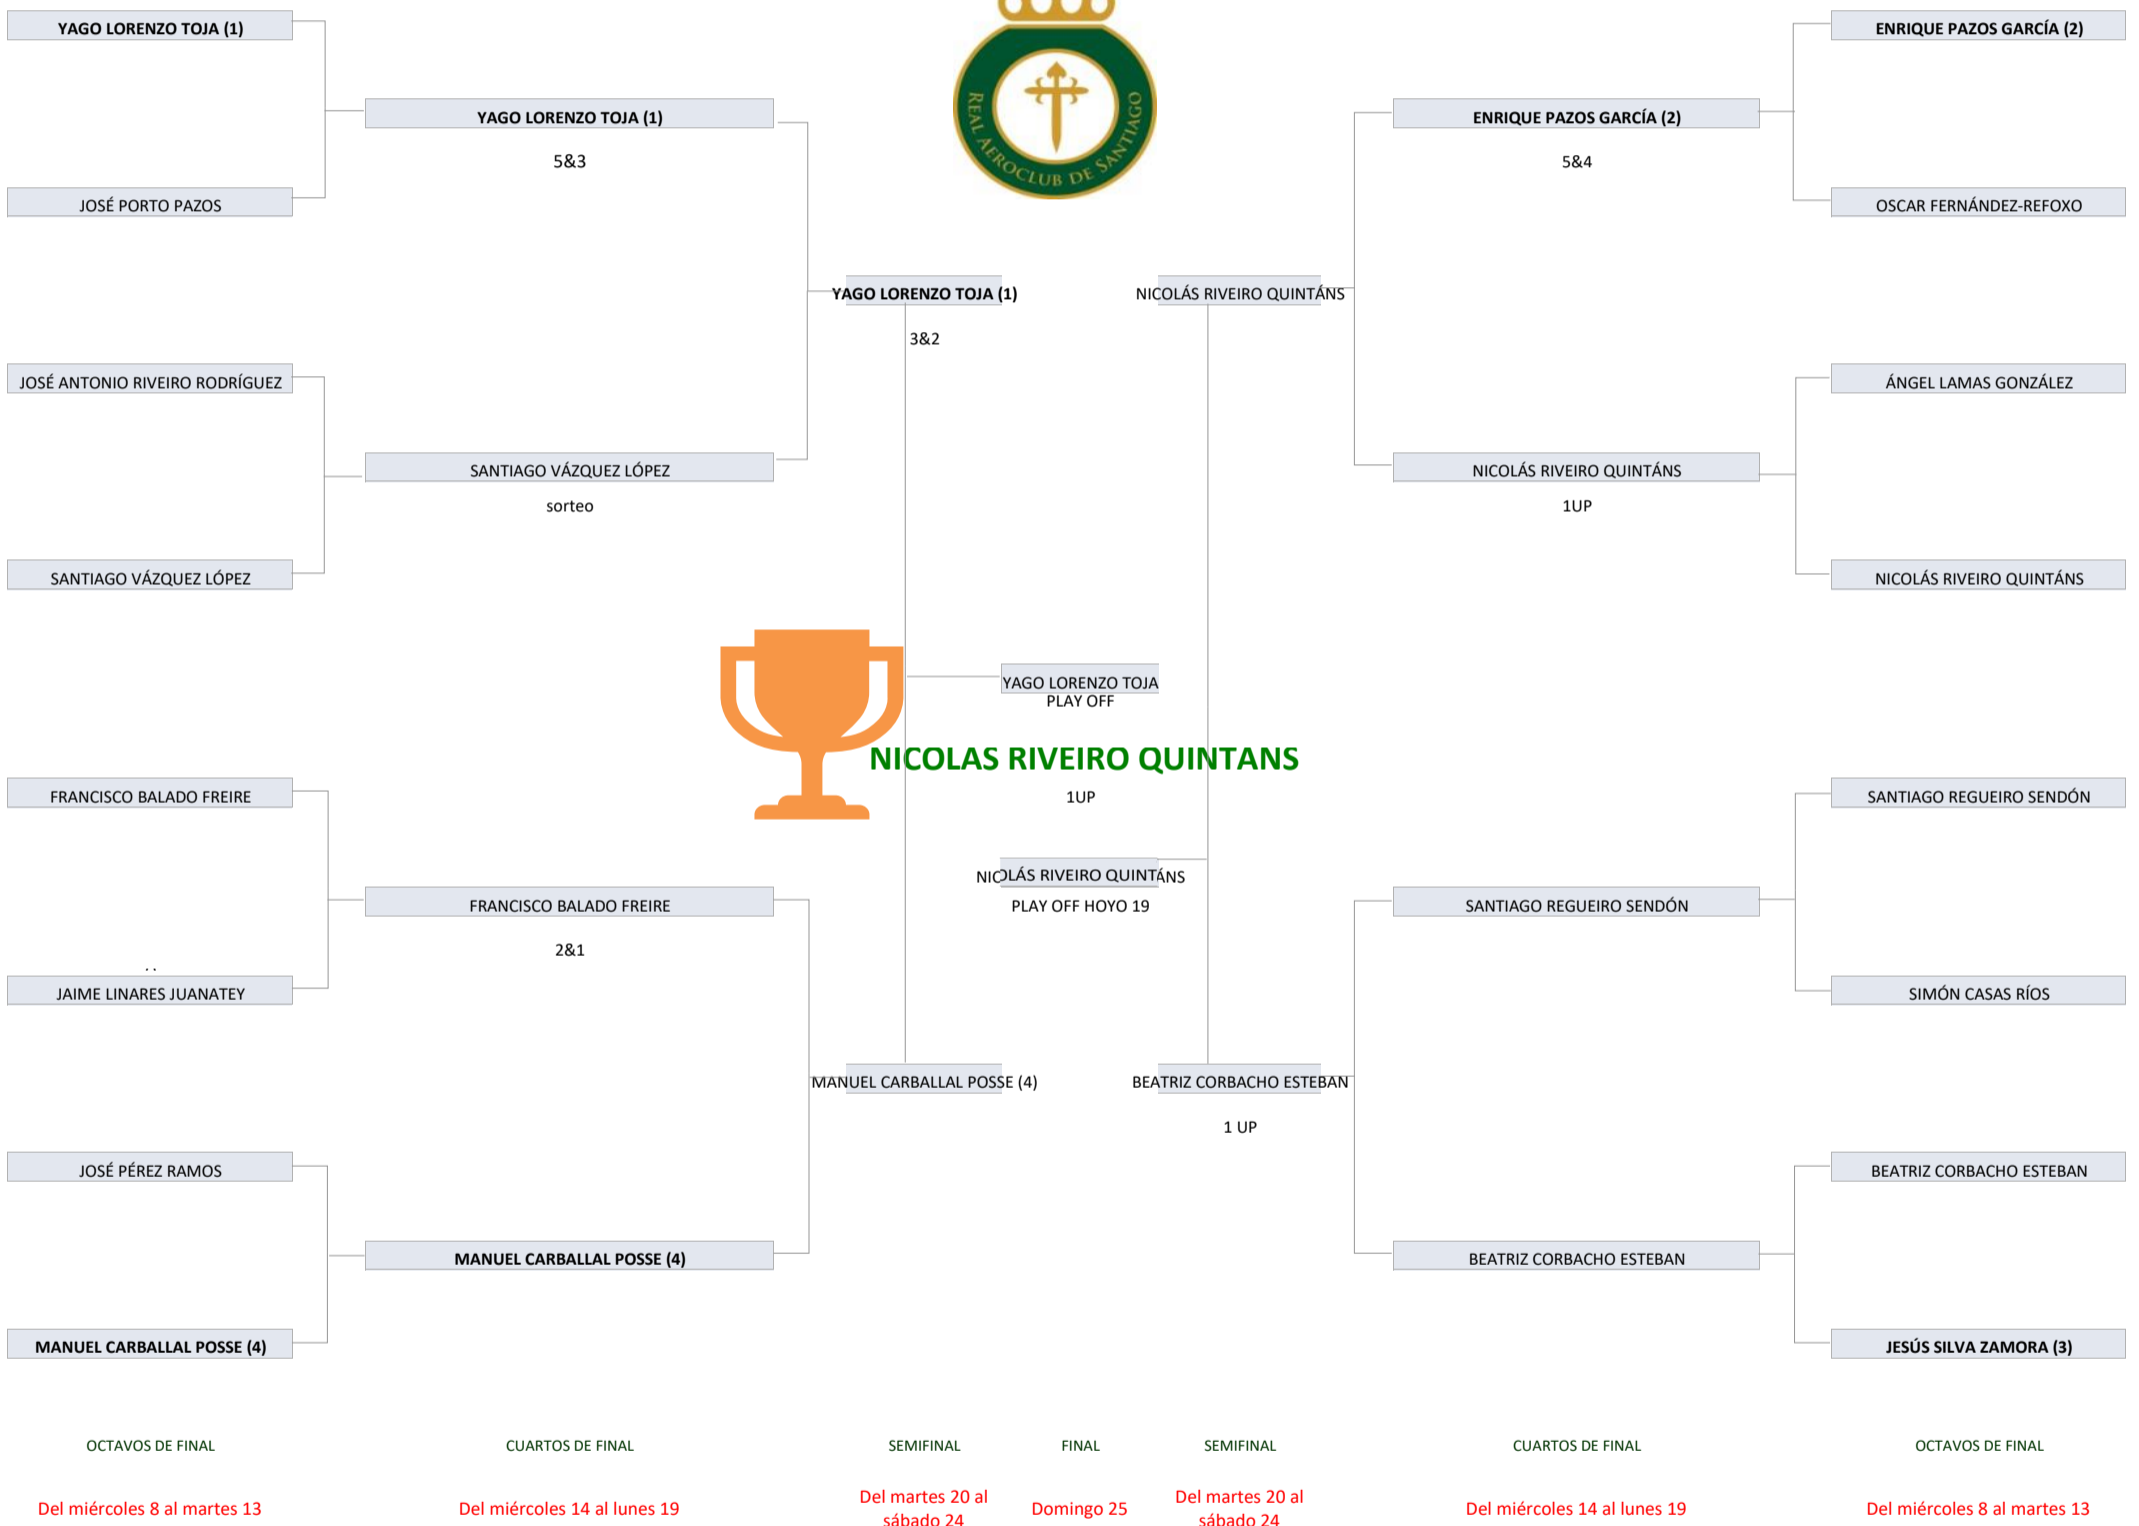 REAL AEROCLUB DE SANTIAGO
YAGO LORENZO TOJA (1)
ENRIQUE PAZOS GARCÍA (2)
YAGO LORENZO TOJA (1)
ENRIQUE PAZOS GARCÍA (2)
5&3
5&4
JOSÉ PORTO PAZOS
OSCAR FERNÁNDEZ-REFOXO
YAGO LORENZO TOJA (1)
NICOLÁS RIVEIRO QUINTÁNS
3&2
JOSÉ ANTONIO RIVEIRO RODRÍGUEZ
ÁNGEL LAMAS GONZÁLEZ
SANTIAGO VÁZQUEZ LÓPEZ
NICOLÁS RIVEIRO QUINTÁNS
sorteo
1UP
SANTIAGO VÁZQUEZ LÓPEZ
NICOLÁS RIVEIRO QUINTÁNS
YAGO LORENZO TOJA
PLAY OFF
NICOLAS RIVEIRO QUINTANS
1UP
FRANCISCO BALADO FREIRE
SANTIAGO REGUEIRO SENDÓN
NICOLÁS RIVEIRO QUINTÁNS
PLAY OFF HOYO 19
FRANCISCO BALADO FREIRE
SANTIAGO REGUEIRO SENDÓN
2&1
JAIME LINARES JUANATEY
SIMÓN CASAS RÍOS
MANUEL CARBALLAL POSSE (4)
BEATRIZ CORBACHO ESTEBAN
1 UP
JOSÉ PÉREZ RAMOS
BEATRIZ CORBACHO ESTEBAN
MANUEL CARBALLAL POSSE (4)
BEATRIZ CORBACHO ESTEBAN
MANUEL CARBALLAL POSSE (4)
JESÚS SILVA ZAMORA (3)
OCTAVOS DE FINAL
CUARTOS DE FINAL
SEMIFINAL
FINAL
SEMIFINAL
CUARTOS DE FINAL
OCTAVOS DE FINAL
Del miércoles 8 al martes 13
Del miércoles 14 al lunes 19
Del martes 20 al
sábado 24
Domingo 25
Del martes 20 al
sábado 24
Del miércoles 14 al lunes 19
Del miércoles 8 al martes 13